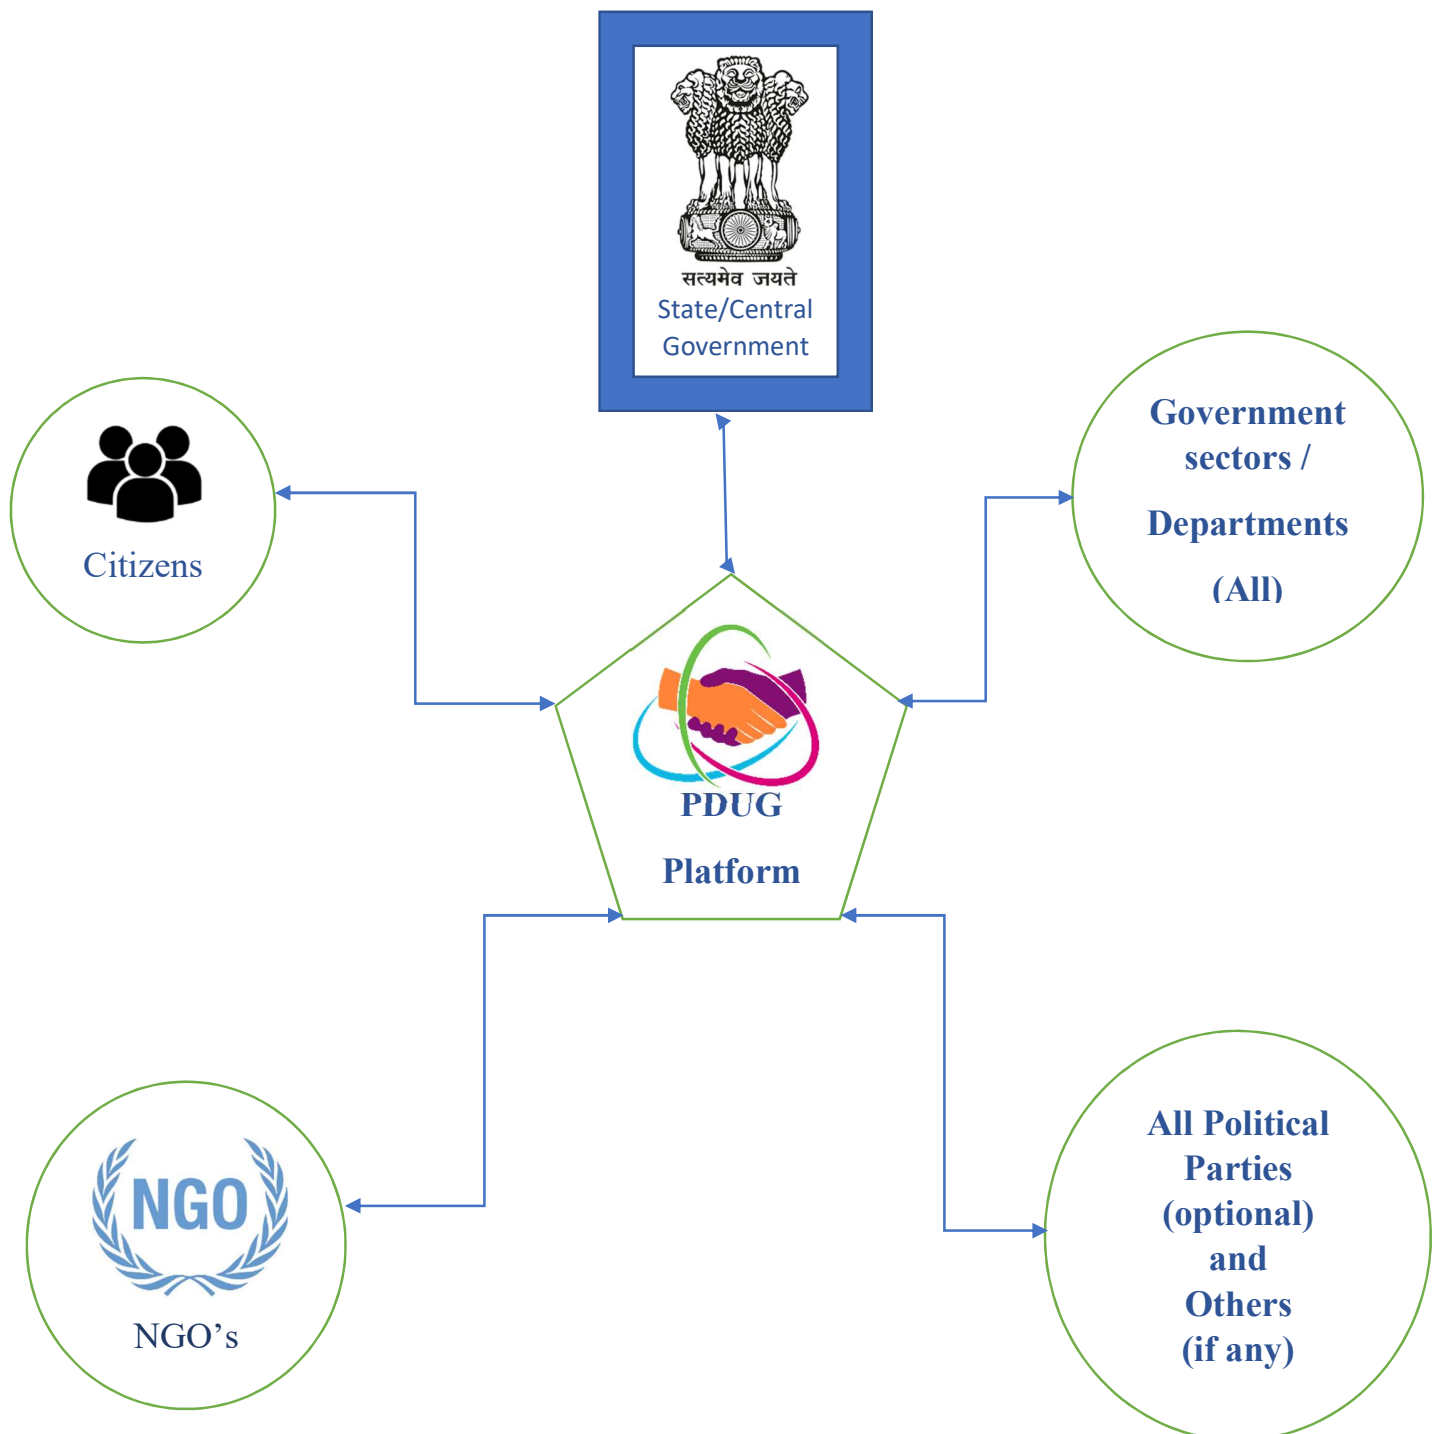 सत्यमेव जयते
State/Central
Government
Citizens
Government
sectors /
Departments
(All)
PDUG
Platform
NGO
NGO’s
All Political
Parties
(optional)
and
Others
(if any)